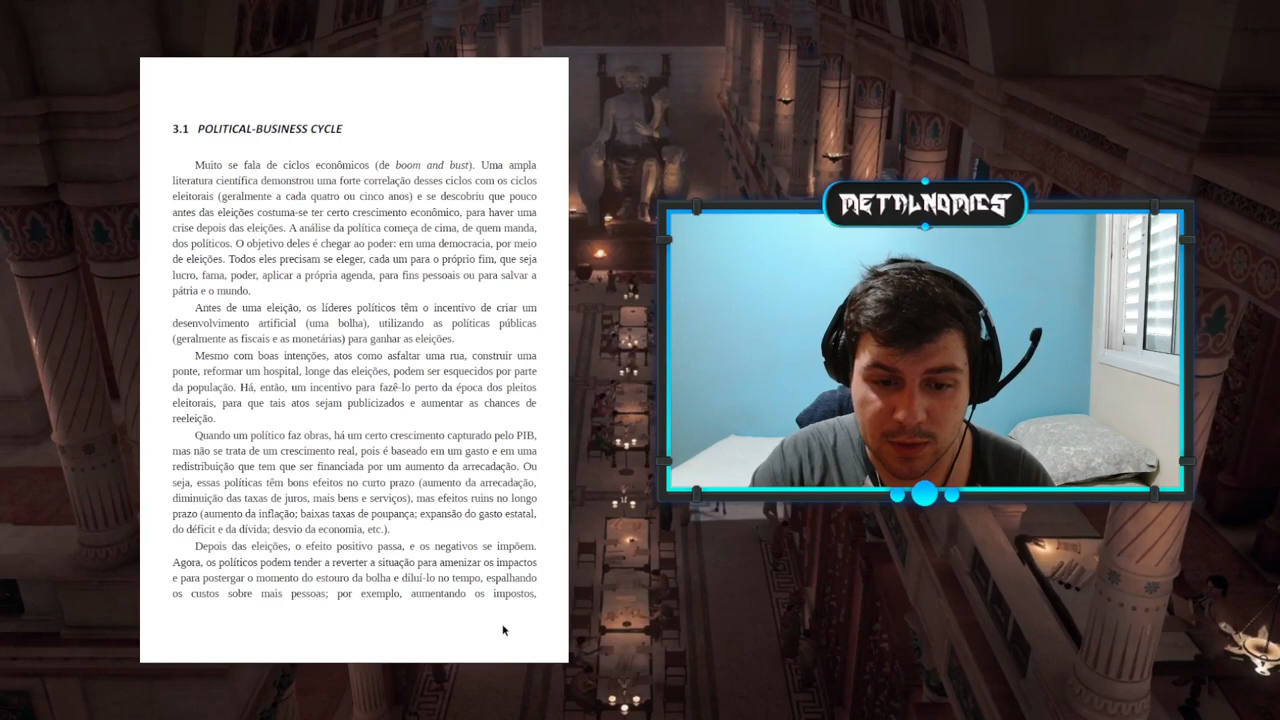 3.1 POLITICAL-BUSINESS CYCLE
Muito se fala de ciclos econômicos (de boom and bust). Uma ampla
literatura científica demonstrou uma forte correlação desses ciclos com os ciclos
eleitorais (geralmente a cada quatro ou cinco anos) e se descobriu que pouco
antes das eleições costuma-se ter certo crescimento econômico, para haver uma
crise depois das eleições. A análise da política começa de cima, de quem manda,
dos políticos. O objetivo deles é chegar ao poder: em uma democracia, por meio
de eleições. Todos eles precisam se eleger, cada um para o próprio fim, que seja
lucro, fama, poder, aplicar a própria agenda, para fins pessoais ou para salvar a
pátria e o mundo.
Antes de uma eleição, os líderes políticos têm o incentivo de criar um
desenvolvimento artificial (uma bolha), utilizando as políticas públicas
(geralmente as fiscais e as monetárias) para ganhar as eleições.
Mesmo com boas intenções, atos como asfaltar uma rua, construir uma
ponte, reformar um hospital, longe das eleições, podem ser esquecidos por parte
da população. Há, então, um incentivo para fazê-lo perto da época dos pleitos
eleitorais, para que tais atos sejam publicizados e aumentar as chances de
reeleição.
Quando um político faz obras, há um certo crescimento capturado pelo PIB,
mas não se trata de um crescimento real, pois é baseado em um gasto e em uma
redistribuição que tem que ser financiada por um aumento da arrecadação. Ou
seja, essas políticas têm bons efeitos no curto prazo (aumento da arrecadação,
diminuição das taxas de juros, mais bens e serviços), mas efeitos ruins no longo
prazo (aumento da inflação; baixas taxas de poupança; expansão do gasto estatal,
do déficit e da dívida; desvio da economia, etc.).
Depois das eleições, o efeito positivo passa, e os negativos se impõem.
Agora, os políticos podem tender a reverter a situação para amenizar os impactos
e para postergar o momento do estouro da bolha e diluí-lo no tempo, espalhando
os custos sobre mais pessoas; por exemplo, aumentando os impostos,
METALNOMICS